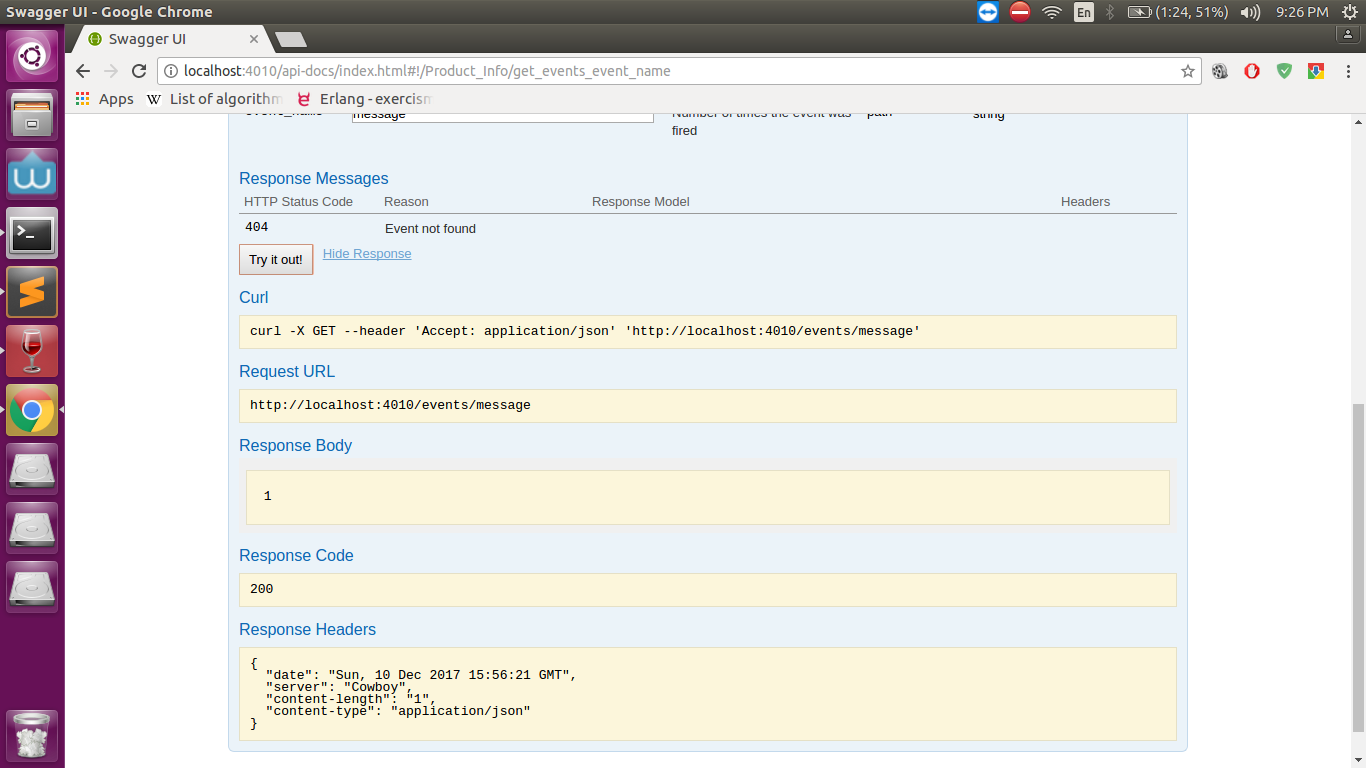 Swagger UI - Google Chrome
En
(1:24, 51%)
9:26 PM
Swagger UI
localhost:4010/api-docs/index.html#!/Product_Info/get_events_event_name
Apps
W List of algorithm
Erlang - exercism
message
Number of times the event was
fired
path
string
Response Messages
HTTP Status Code Reason Response Model Headers
404 Event not found
Try it out! Hide Response
Curl
curl -X GET --header 'Accept: application/json' 'http://localhost:4010/events/message'
Request URL
http://localhost:4010/events/message
Response Body
1
Response Code
200
Response Headers
{
"date": "Sun, 10 Dec 2017 15:56:21 GMT",
"server": "Cowboy",
"content-length": "1",
"content-type": "application/json"
}